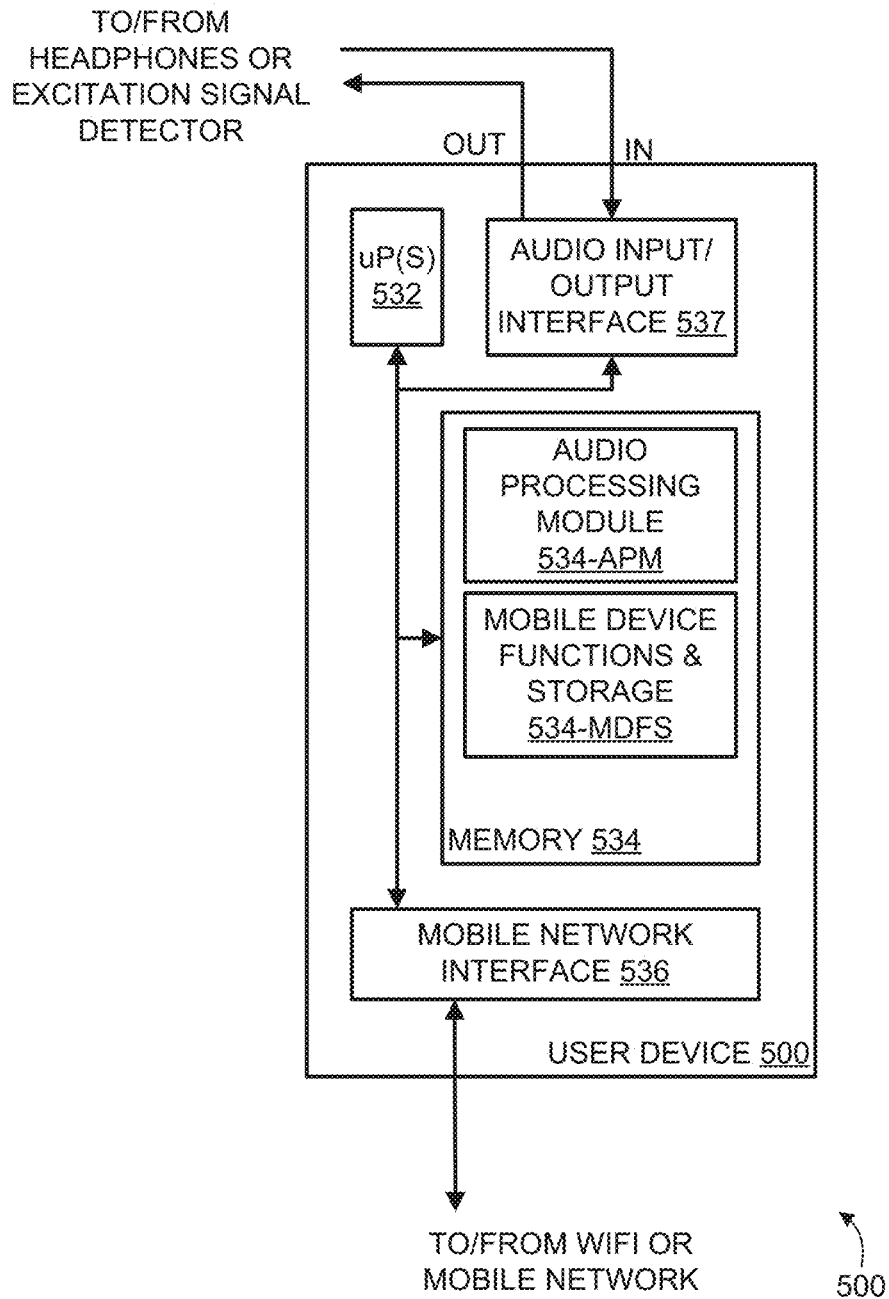 TO/FROM
HEADPHONES OR
EXCITATION SIGNAL
DETECTOR
OUT
IN
uP(S)
532
AUDIO INPUT/
OUTPUT
INTERFACE 537
AUDIO
PROCESSING
MODULE
534-APM
MOBILE DEVICE
FUNCTIONS &
STORAGE
534-MDFS
MEMORY 534
MOBILE NETWORK
INTERFACE 536
USER DEVICE 500
TO/FROM WIFI OR
MOBILE NETWORK
500